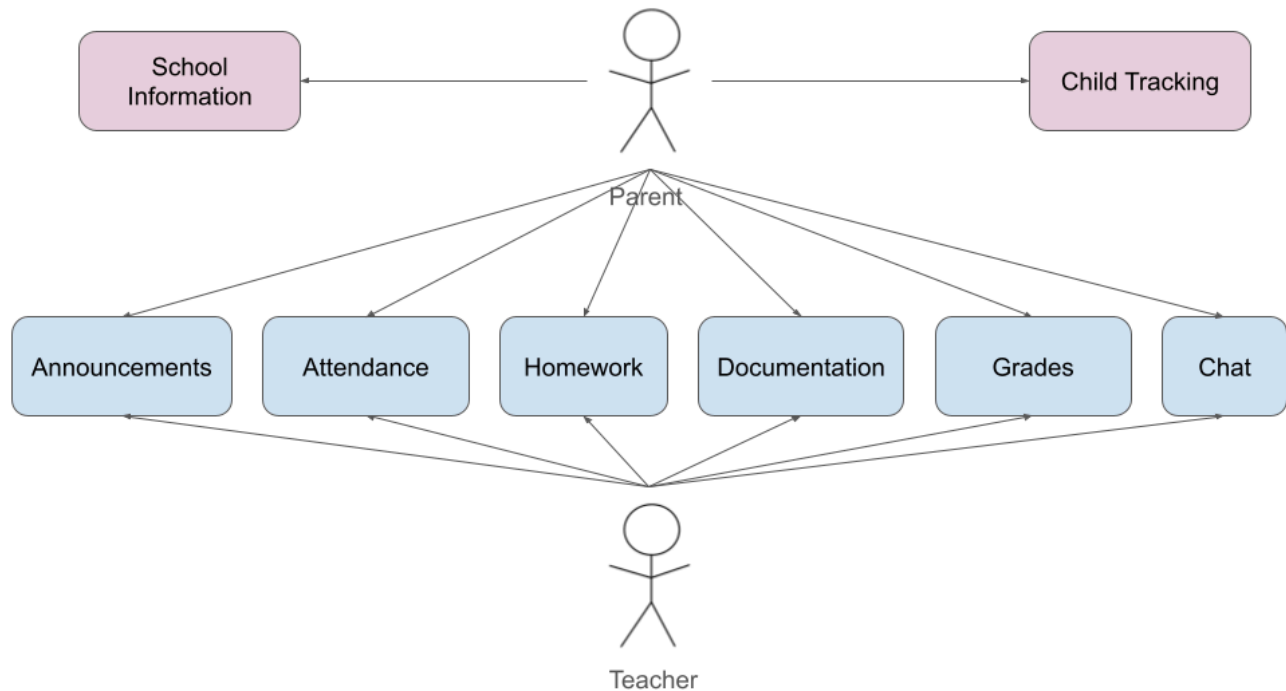 School
Information
Child Tracking
Parent
Announcements
Attendance
Homework
Documentation
Grades
Chat
Teacher